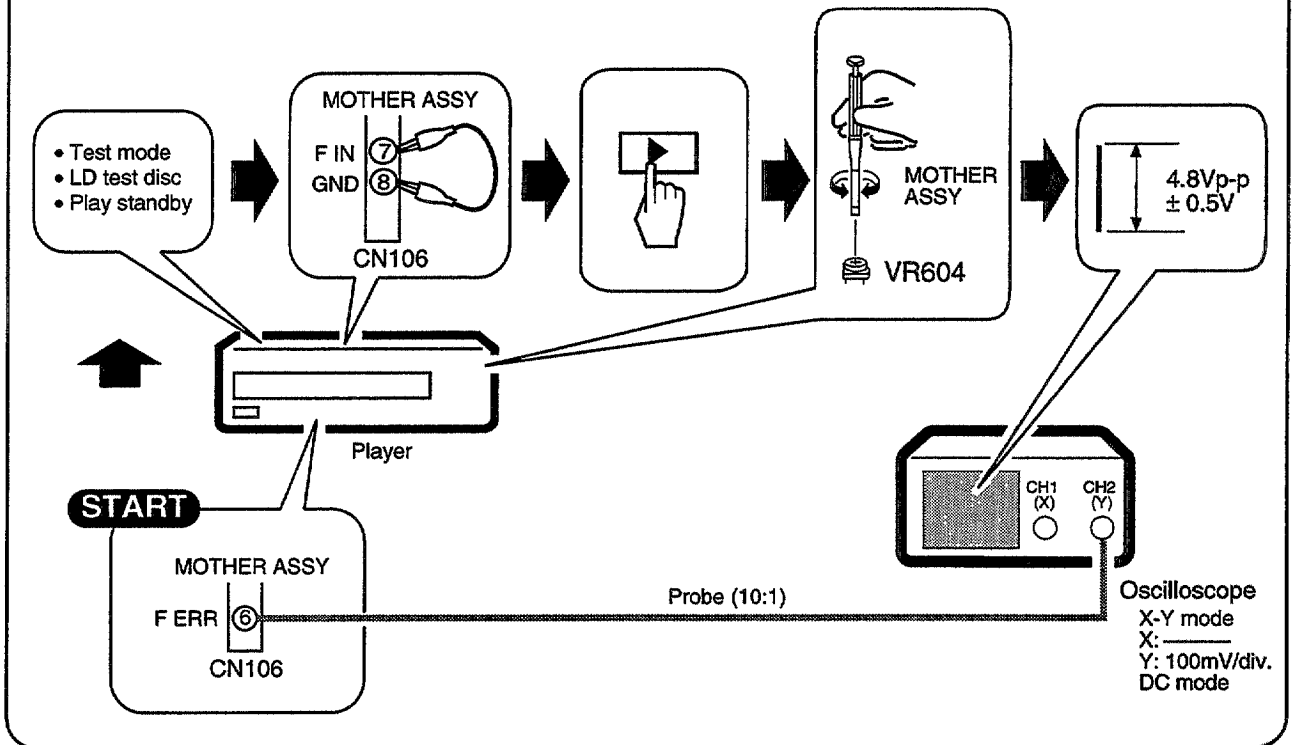 • Test mode
• LD test disc
• Play standby
MOTHER ASSY
F IN 7
GND 8
CN106
MOTHER
ASSY
VR604
4.8Vp-p
± 0.5V
Player
START
MOTHER ASSY
F ERR 6
CN106
Probe (10:1)
CH1
(X)
CH2
(Y)
Oscilloscope
X-Y mode
X: ———
Y: 100mV/div.
DC mode